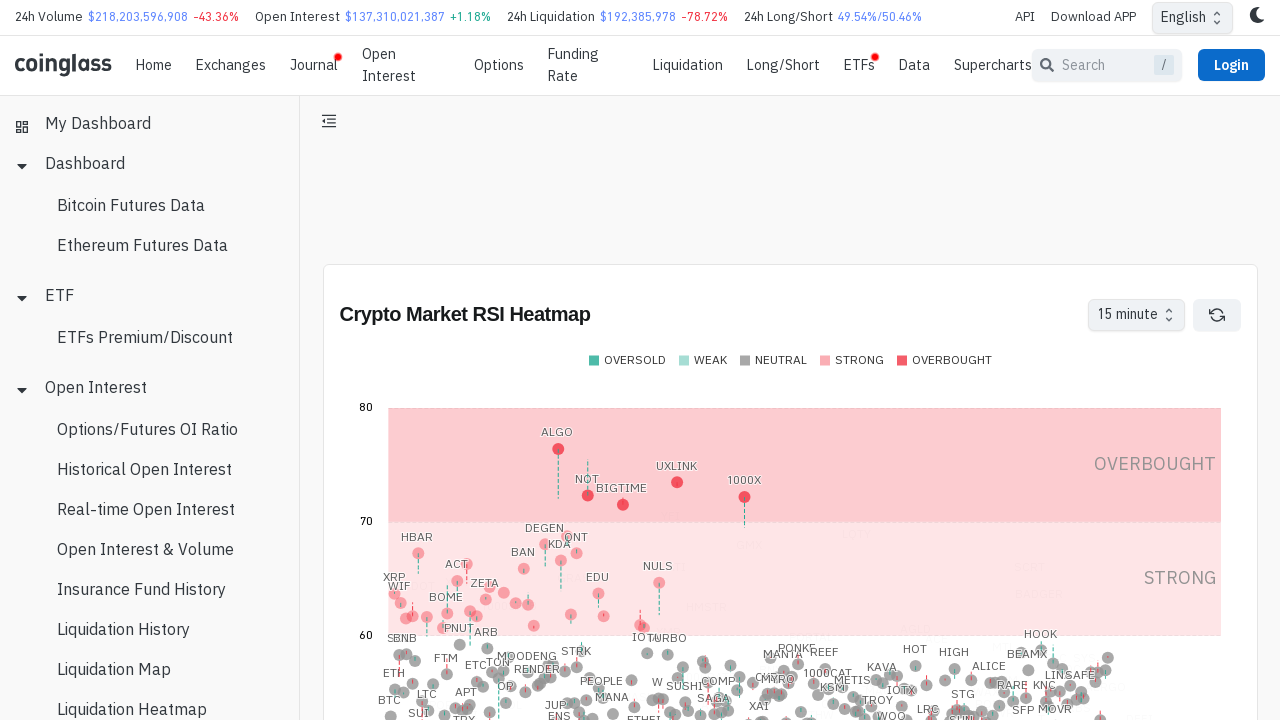 24h Volume $218,203,596,908 -43.36% Open Interest $137,310,021,387 +1.18% 24h Liquidation $192,385,978 -78.72% 24h Long/Short 49.54%/50.46% API Download APP English
coinglass Home Exchanges Journal Open Interest Options Funding Rate Liquidation Long/Short ETFs Data Supercharts Search / Login
My Dashboard
Dashboard
Bitcoin Futures Data
Ethereum Futures Data
ETF
ETFs Premium/Discount
Open Interest
Options/Futures OI Ratio
Historical Open Interest
Real-time Open Interest
Open Interest & Volume
Insurance Fund History
Liquidation History
Liquidation Map
Liquidation Heatmap
Crypto Market RSI Heatmap 15 minute
OVERSOLD WEAK NEUTRAL STRONG OVERBOUGHT
80
ALGO
OVERBOUGHT
UXLINK
NOT
1000X
BIGTIME
70
DEGEN
HBAR
ONT
KDA
BAN
ACT
NULS
XRP
EDU
STRONG
WIF
ZETA
BOME
PNUT
ARB
60
BNB
TURBO
HOOK
STRK
PONKE
REEF
HOT
HIGH
MANTA
MOODENG
BEAMX
FTM
ETC
TON
ETH
RENDER
KAVA
ALICE
1000CAT
LINSAFE
PEOPLE
W
SUSHI
COMP
MYRO
METIS
OP
KSM
IOTX
RARE
KNC
LTC
APT
MANA
SAGA
STG
BTC
TROY
JUP
XAI
LRC
SFP
MOVR
SUI
ENS
WOO